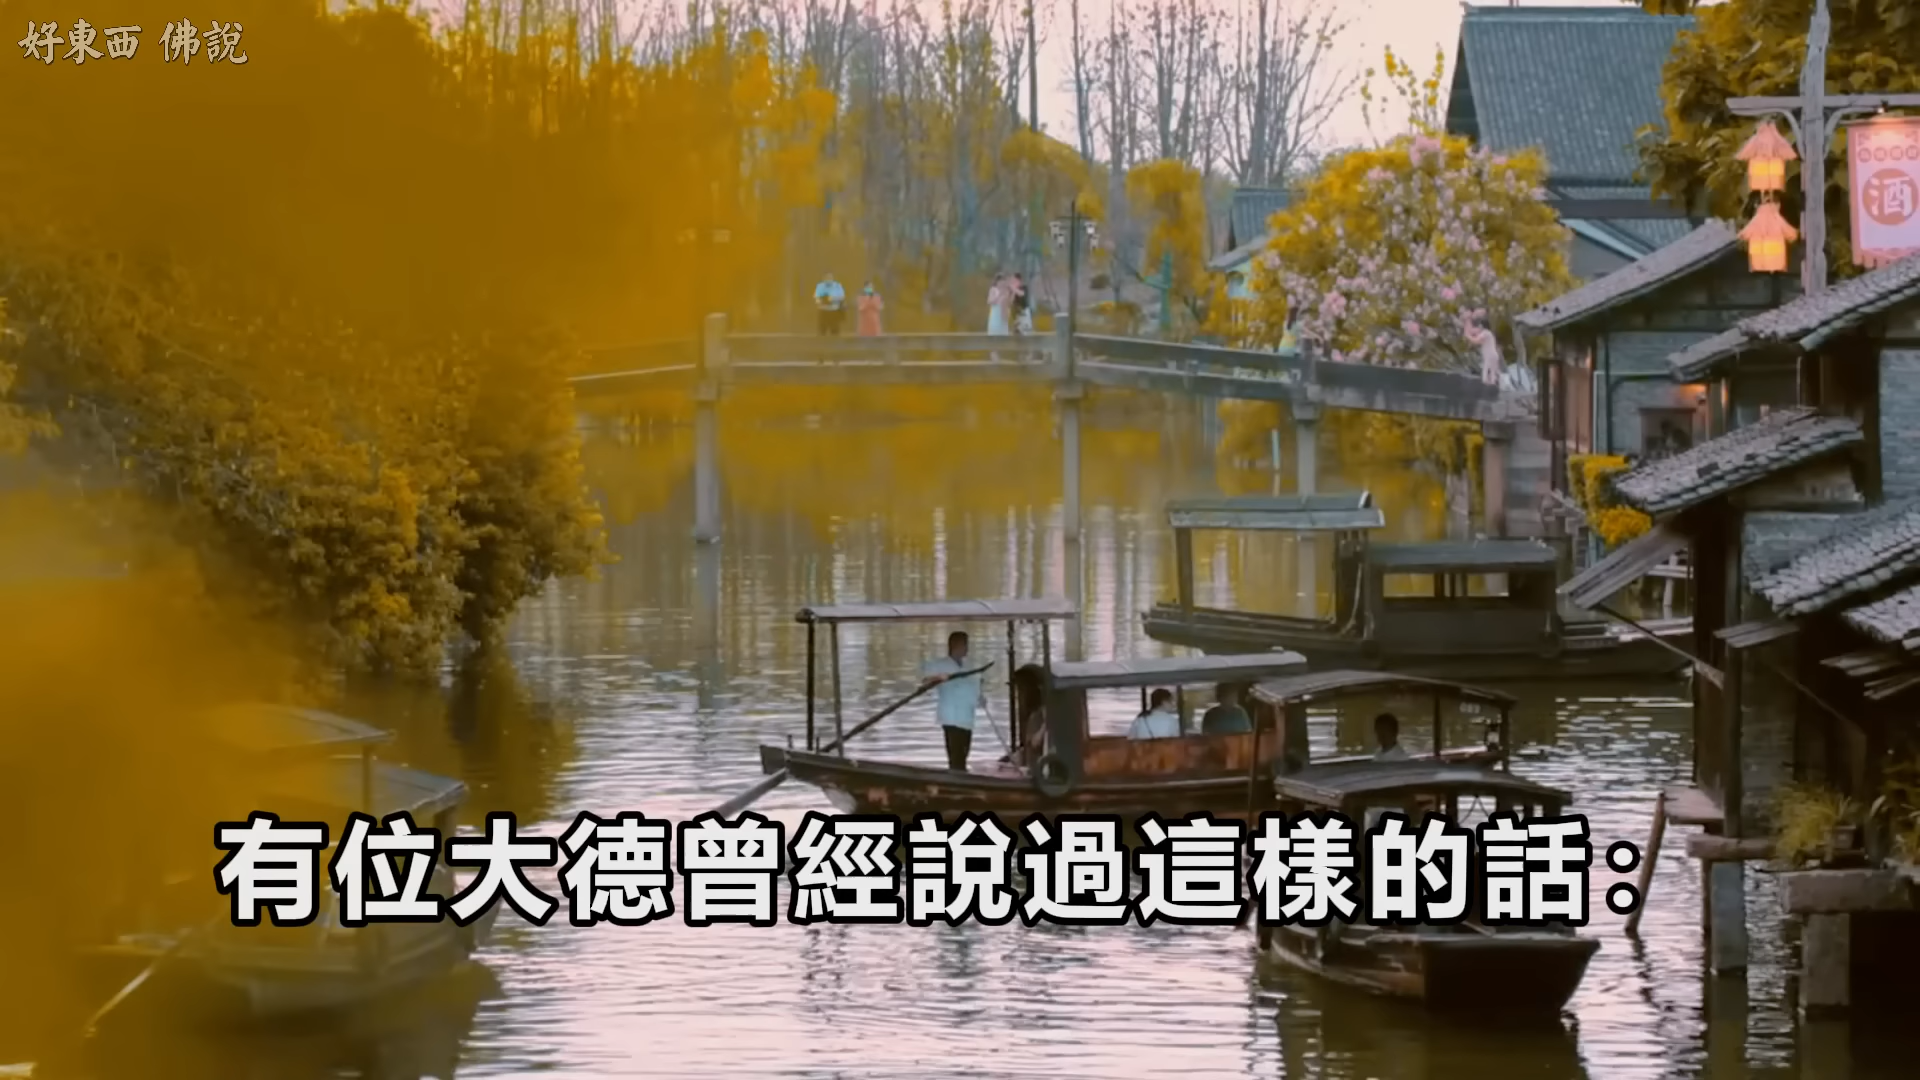 好東西 佛說
酒
有位大德曾經說過這樣的話：